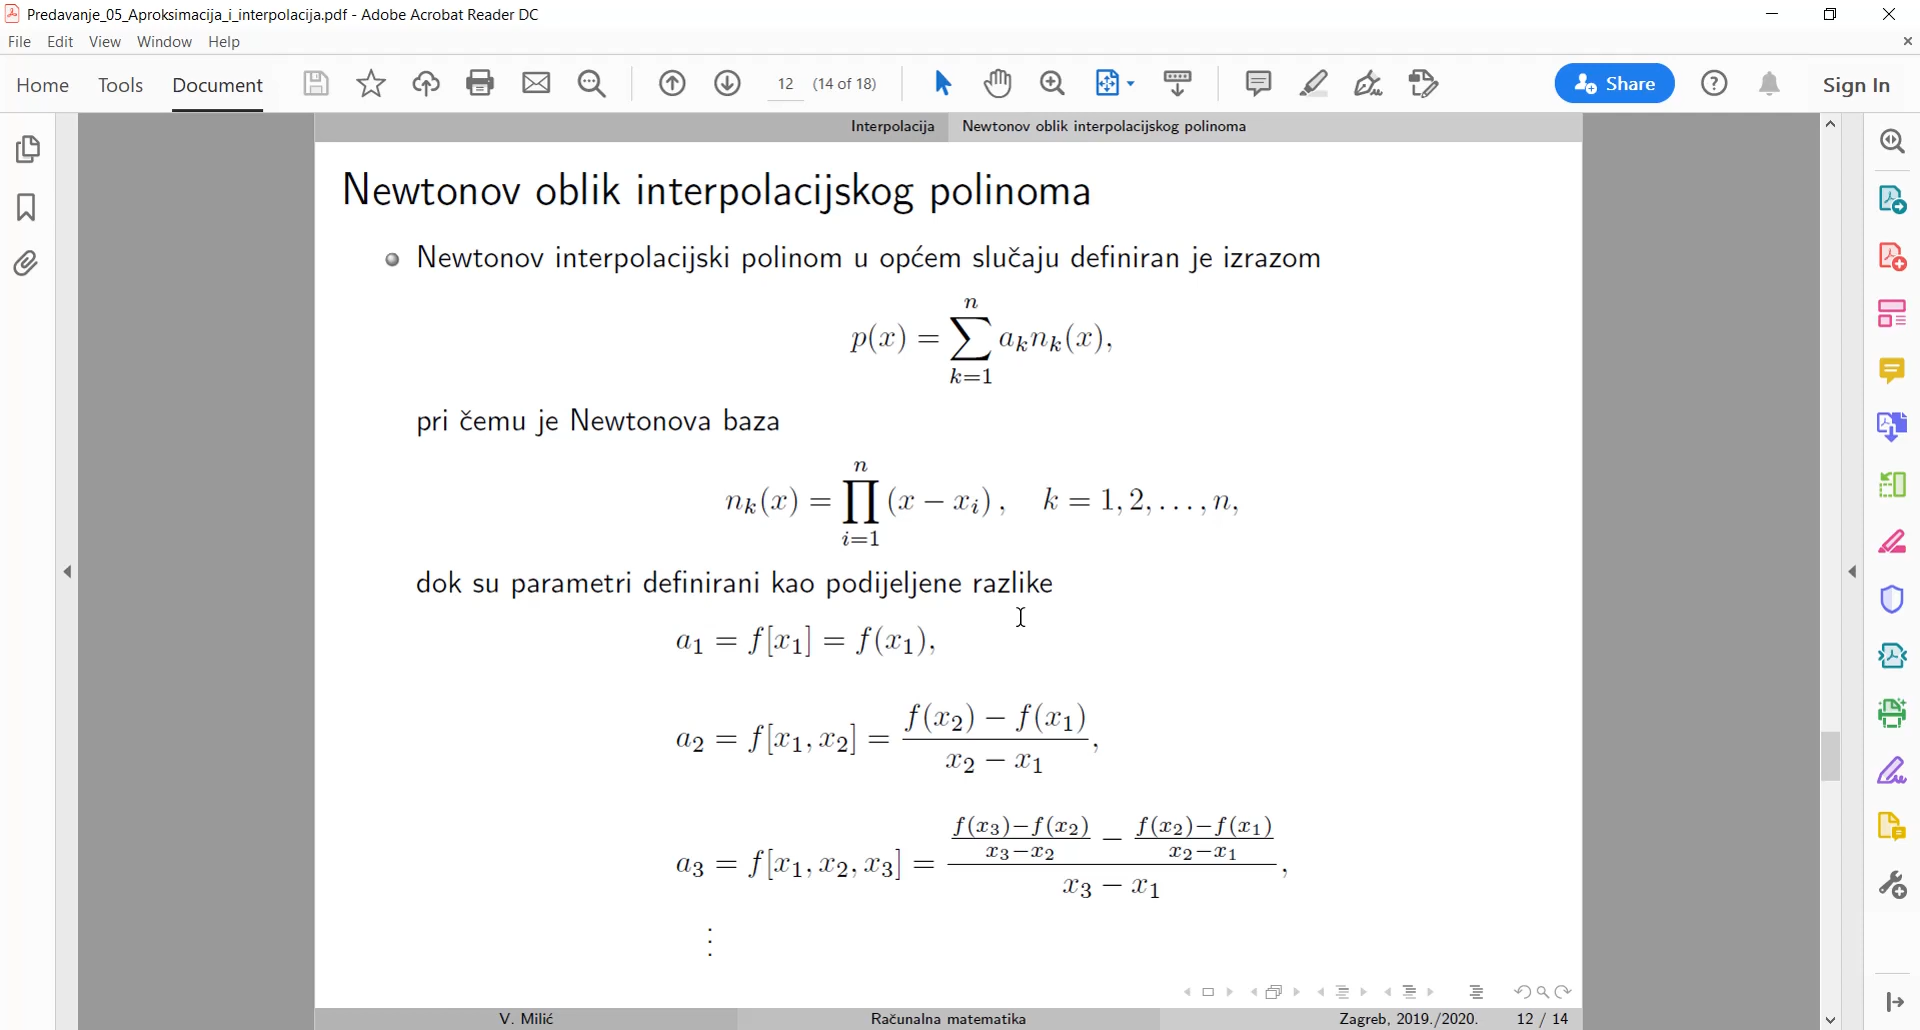 Predavanje_05_Aproksimacija_i_interpolacija.pdf - Adobe Acrobat Reader DC
File Edit View Window Help
Home Tools Document 12 (14 of 18) Share Sign In
Interpolacija Newtonov oblik interpolacijskog polinoma
Newtonov oblik interpolacijskog polinoma
Newtonov interpolacijski polinom u općem slučaju definiran je izrazom
p(x) = ∑_{k=1}^{n} a_k n_k(x),
pri čemu je Newtonova baza
n_k(x) = ∏_{i=1}^{n} (x − x_i), k = 1, 2, . . . , n,
dok su parametri definirani kao podijeljene razlike
a_1 = f[x_1] = f(x_1),
a_2 = f[x_1, x_2] = \frac{f(x_2) − f(x_1)}{x_2 − x_1},
a_3 = f[x_1, x_2, x_3] = \frac{\frac{f(x_3)−f(x_2)}{x_3−x_2} − \frac{f(x_2)−f(x_1)}{x_2−x_1}}{x_3 − x_1},
⋮
V. Milić Računalna matematika Zagreb, 2019./2020. 12 / 14